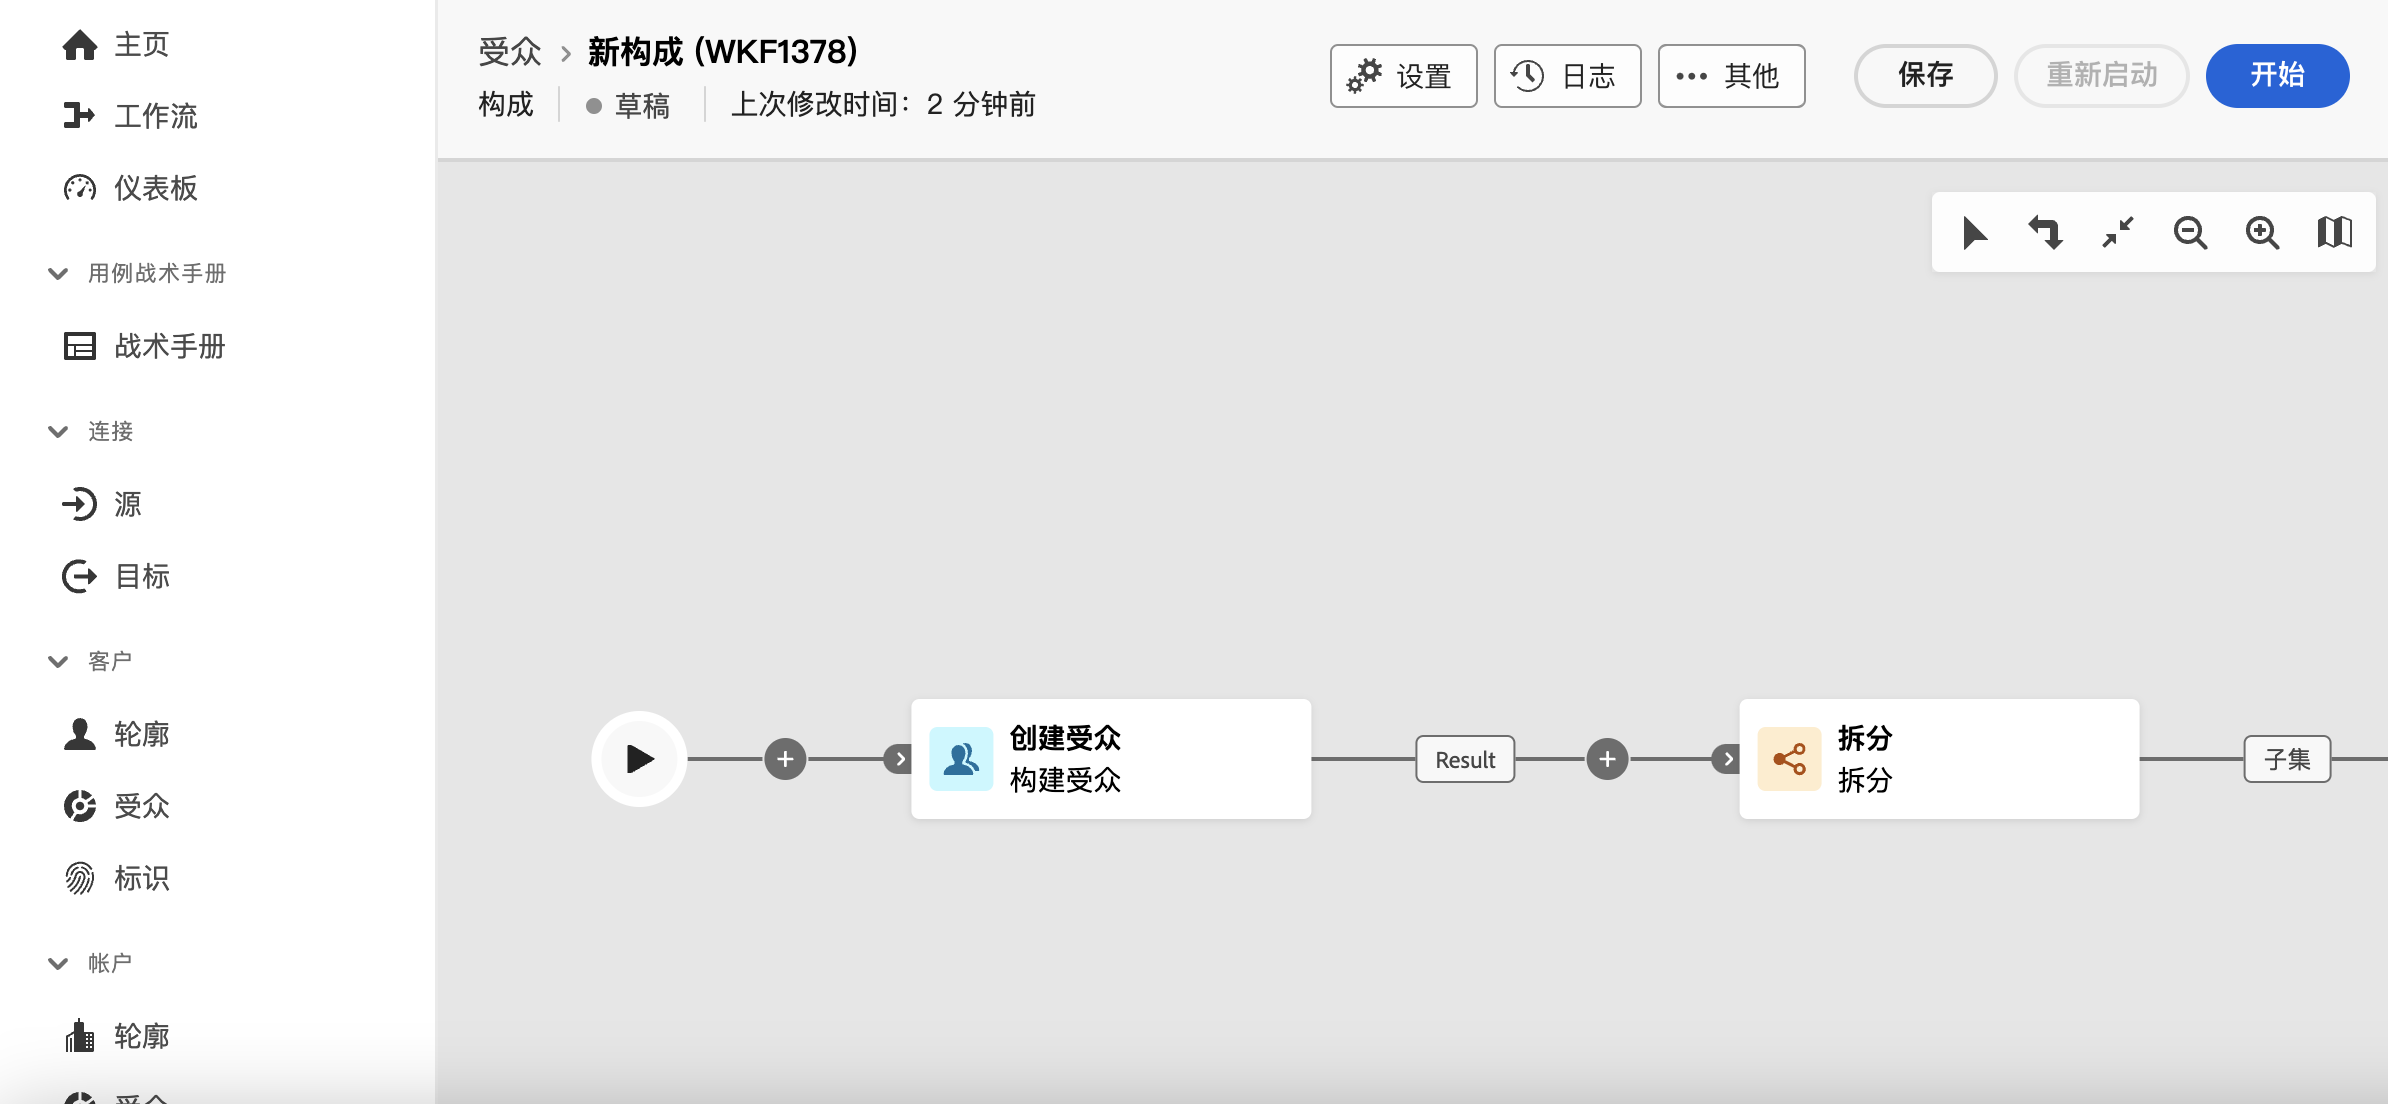 主页
工作流
仪表板
用例战术手册
战术手册
连接
源
目标
客户
轮廓
受众
标识
帐户
轮廓
受众
受众 › 新构成 (WKF1378)
构成 草稿 上次修改时间：2 分钟前
设置 日志 其他 保存 重新启动 开始
创建受众
构建受众
Result
拆分
拆分
子集